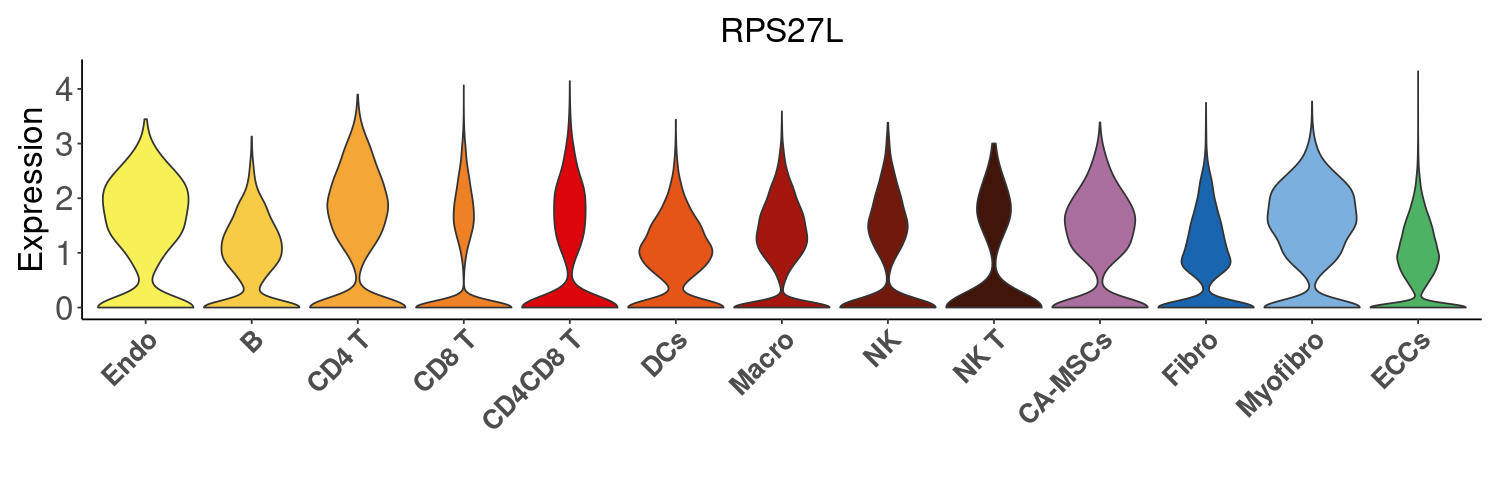 RPS27L
Expression
4
3
2
1
0
Endo
B
CD4 T
CD8 T
CD4CD8 T
DCs
Macro
NK
NK T
CA-MSCs
Fibro
Myofibro
ECCs